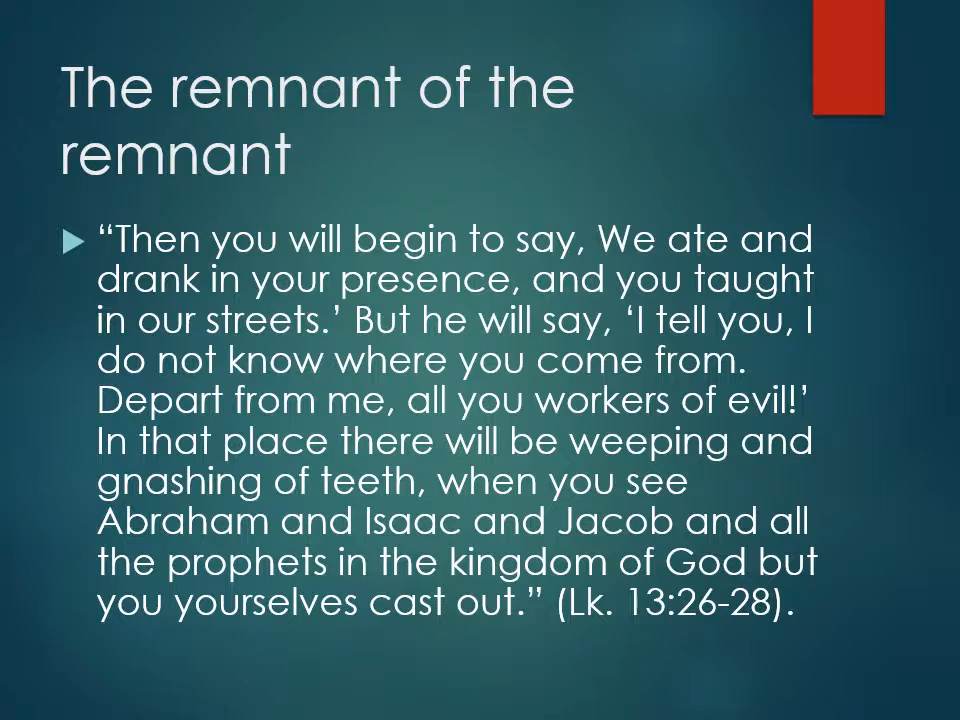 The remnant of the
remnant
“Then you will begin to say, We ate and
drank in your presence, and you taught
in our streets.’ But he will say, ‘I tell you, I
do not know where you come from.
Depart from me, all you workers of evil!’
In that place there will be weeping and
gnashing of teeth, when you see
Abraham and Isaac and Jacob and all
the prophets in the kingdom of God but
you yourselves cast out.” (Lk. 13:26-28).